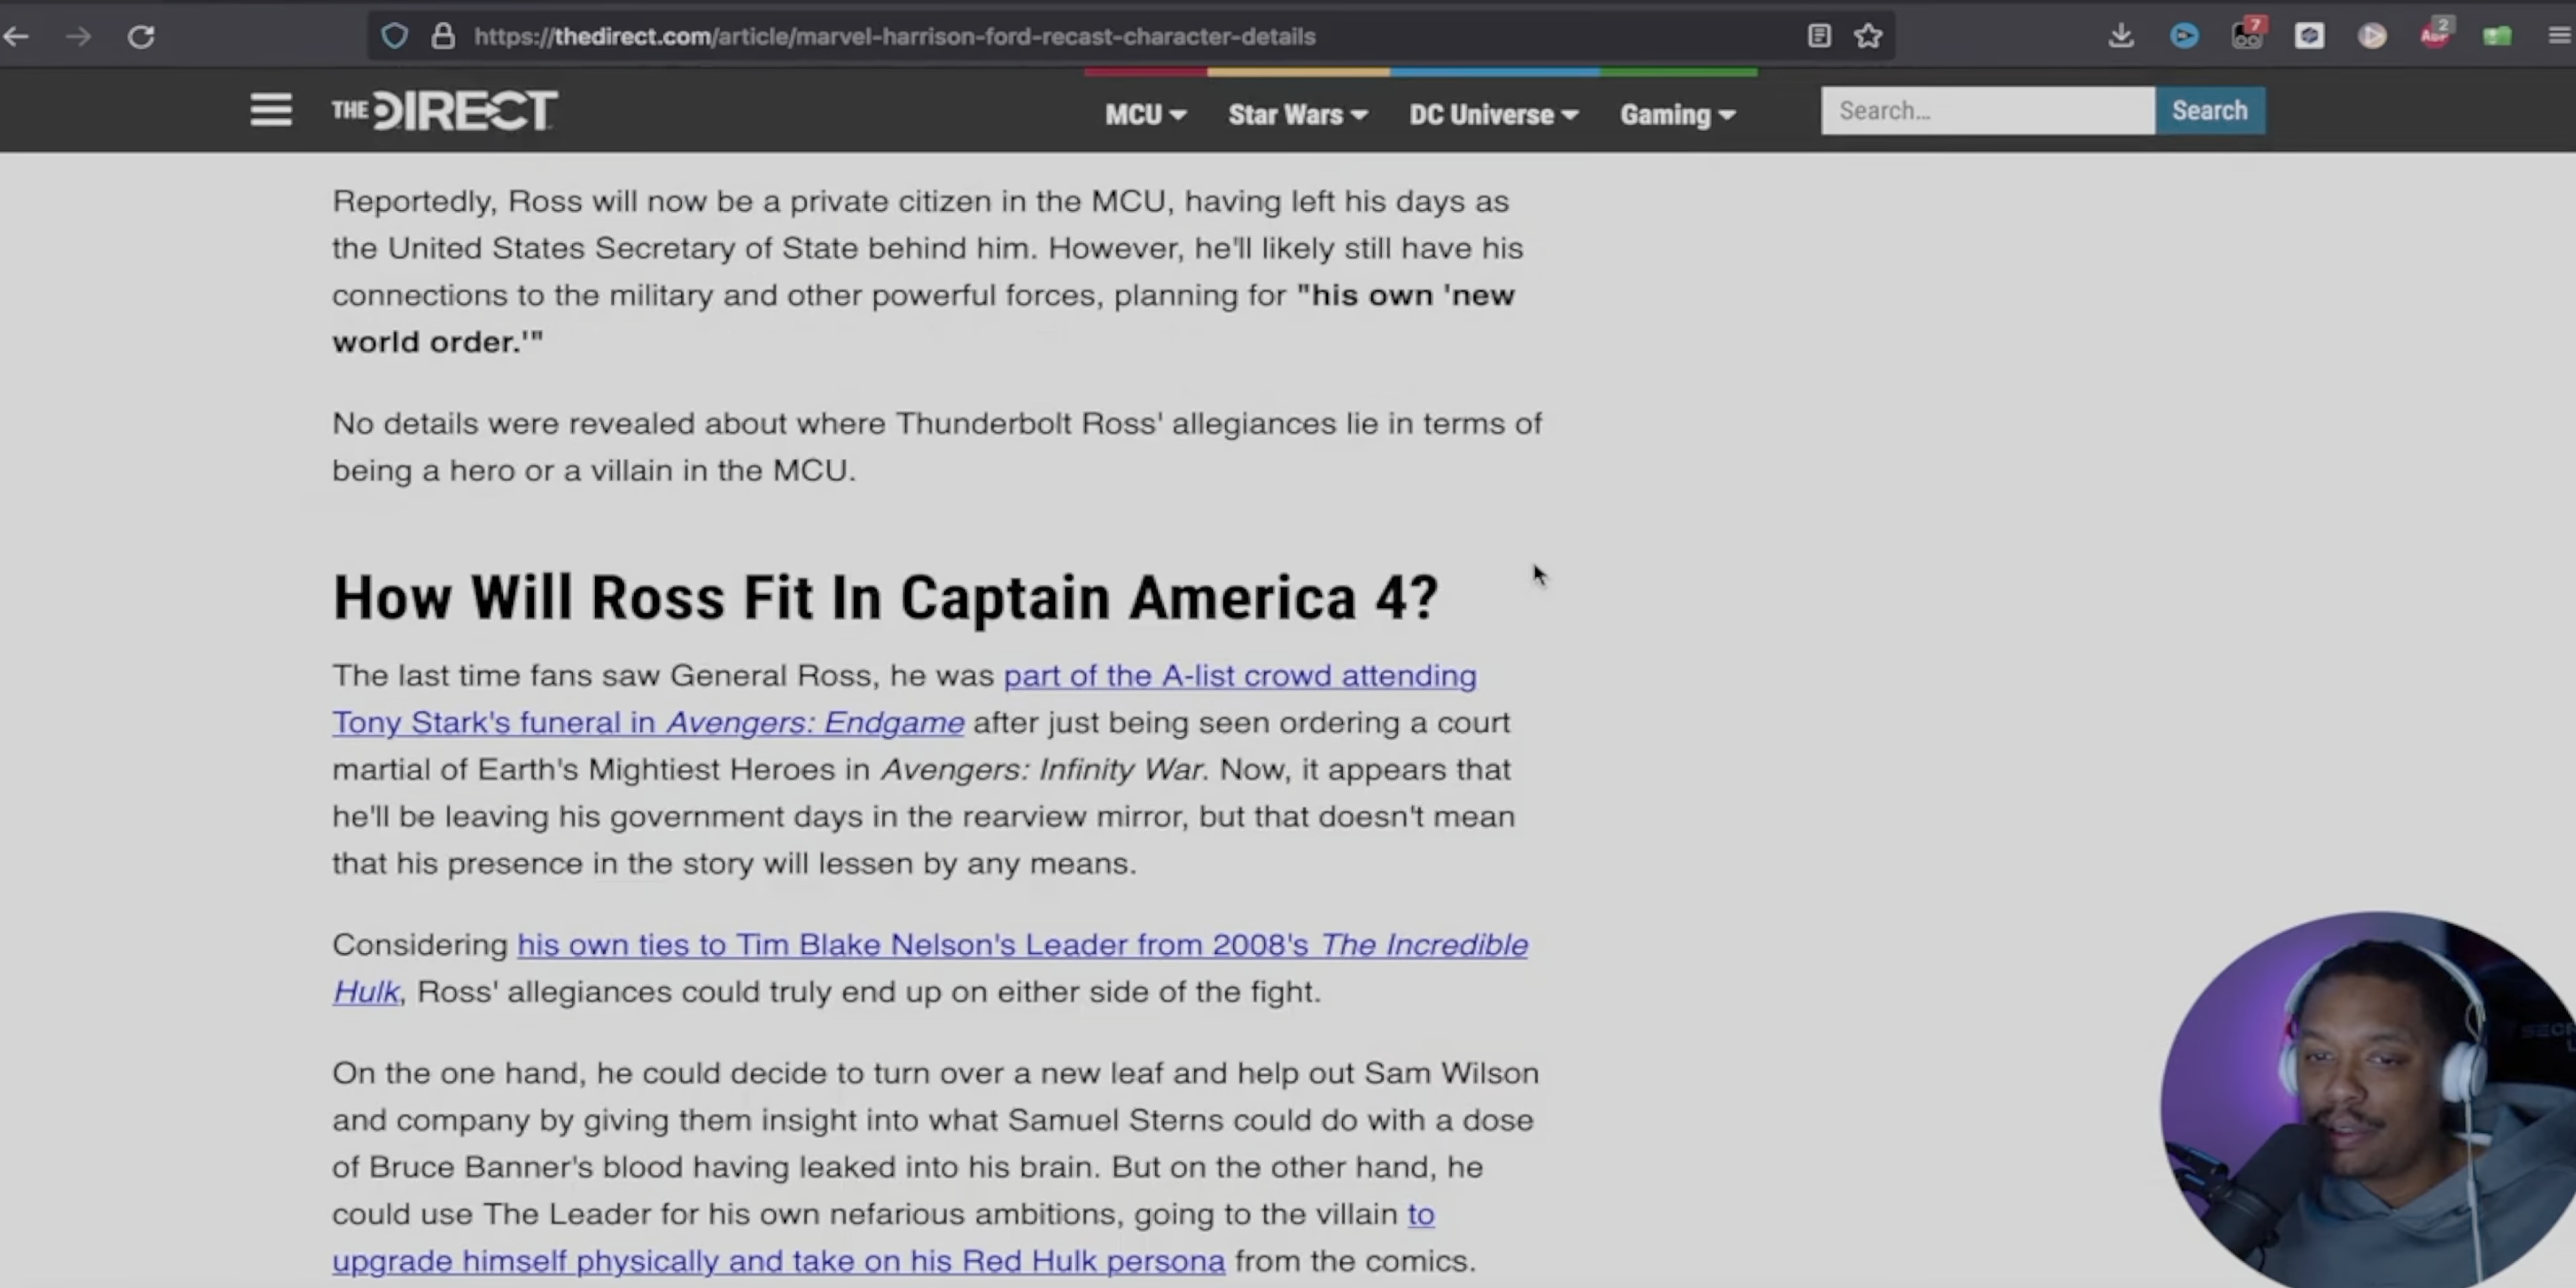 https://thedirect.com/article/marvel-harrison-ford-recast-character-details
7
2
ABP
THE DIRECT
MCU
Star Wars
DC Universe
Gaming
Search...
Search
Reportedly, Ross will now be a private citizen in the MCU, having left his days as
the United States Secretary of State behind him. However, he'll likely still have his
connections to the military and other powerful forces, planning for "his own 'new
world order.'"
No details were revealed about where Thunderbolt Ross' allegiances lie in terms of
being a hero or a villain in the MCU.
How Will Ross Fit In Captain America 4?
The last time fans saw General Ross, he was part of the A-list crowd attending
Tony Stark's funeral in Avengers: Endgame after just being seen ordering a court
martial of Earth's Mightiest Heroes in Avengers: Infinity War. Now, it appears that
he'll be leaving his government days in the rearview mirror, but that doesn't mean
that his presence in the story will lessen by any means.
Considering his own ties to Tim Blake Nelson's Leader from 2008's The Incredible
Hulk, Ross' allegiances could truly end up on either side of the fight.
On the one hand, he could decide to turn over a new leaf and help out Sam Wilson
and company by giving them insight into what Samuel Sterns could do with a dose
of Bruce Banner's blood having leaked into his brain. But on the other hand, he
could use The Leader for his own nefarious ambitions, going to the villain to
upgrade himself physically and take on his Red Hulk persona from the comics.